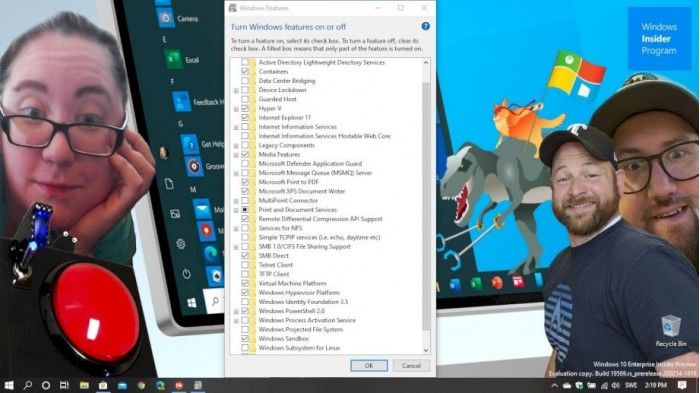 Windows Features
Turn Windows features on or off
To turn a feature on, select its check box. To turn a feature off, clear its
check box. A filled box means that only part of the feature is turned on.
Active Directory Lightweight Directory Services
Containers
Data Center Bridging
Device Lockdown
Guarded Host
Hyper-V
Internet Explorer 11
Internet Information Services
Internet Information Services Hostable Web Core
Legacy Components
Media Features
Microsoft Defender Application Guard
Microsoft Message Queue (MSMQ) Server
Microsoft Print to PDF
Microsoft XPS Document Writer
MultiPoint Connector
Print and Document Services
Remote Differential Compression API Support
Services for NFS
Simple TCPIP services (i.e. echo, daytime etc)
SMB 1.0/CIFS File Sharing Support
SMB Direct
Telnet Client
TFTP Client
Virtual Machine Platform
Windows Hypervisor Platform
Windows Identity Foundation 3.5
Windows PowerShell 2.0
Windows Process Activation Service
Windows Projected File System
Windows Sandbox
Windows Subsystem for Linux
OK
Cancel
E
Excel
F
Feedback H
G
Get Help
Groove
Windows
Insider
Program
Recycle Bin
Windows 10 Enterprise Insider Preview
Evaluation copy. Build 19569.rs_prerelease.200214-1419
SWE
2:19 PM